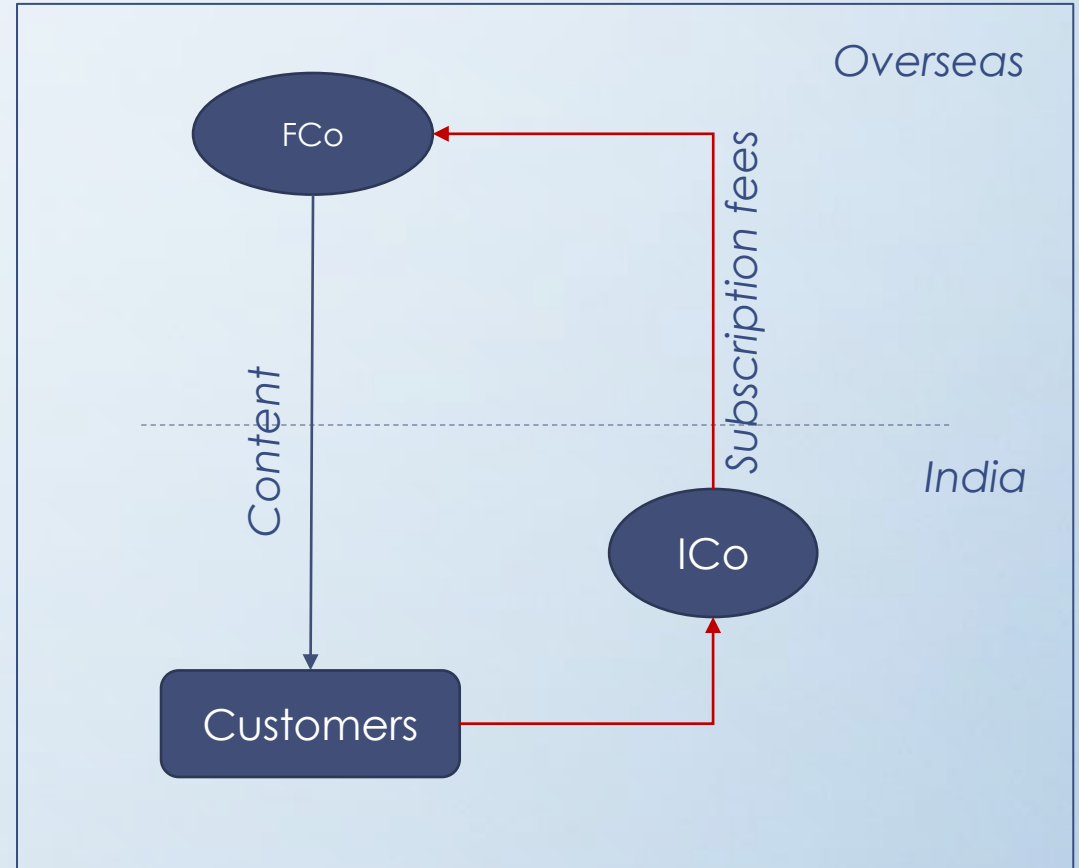 Overseas
FCo
Subscription fees
Content
India
ICo
Customers